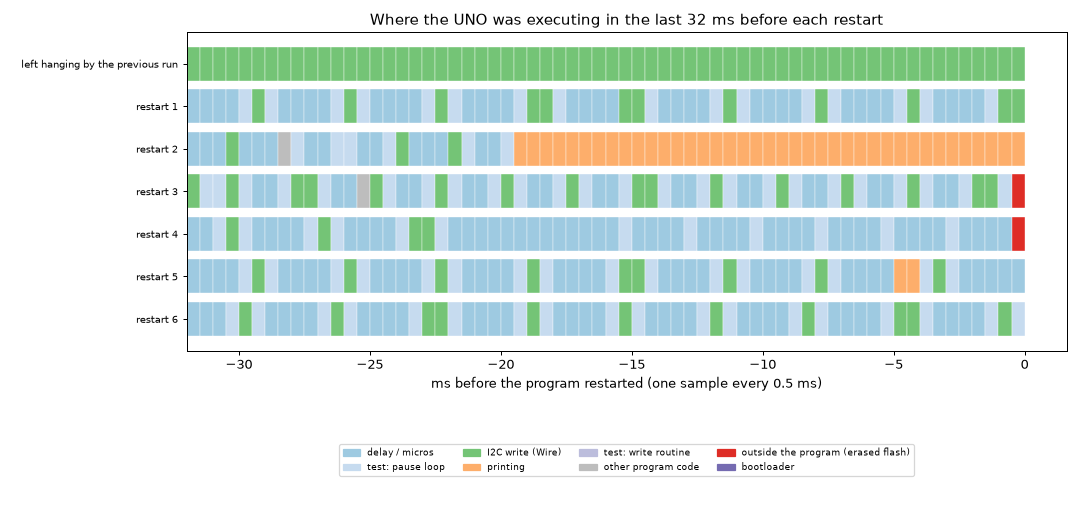 Where the UNO was executing in the last 32 ms before each restart
left hanging by the previous run
restart 1
restart 2
restart 3
restart 4
restart 5
restart 6
−30 −25 −20 −15 −10 −5 0
ms before the program restarted (one sample every 0.5 ms)
delay / micros I2C write (Wire) test: write routine outside the program (erased flash)
test: pause loop printing other program code bootloader